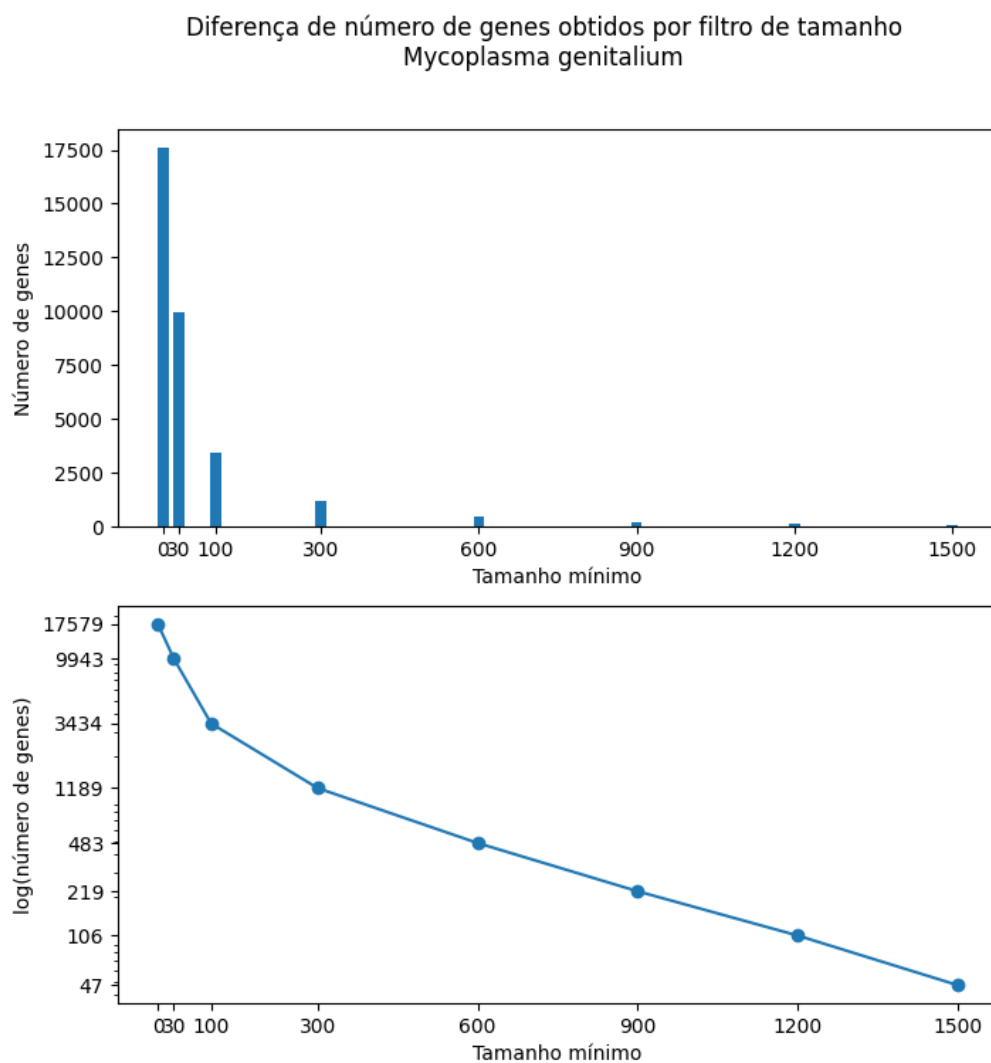 Diferença de número de genes obtidos por filtro de tamanho
Mycoplasma genitalium
Número de genes
17500
15000
12500
10000
7500
5000
2500
0
0 30 100 300 600 900 1200 1500
Tamanho mínimo
log(número de genes)
17579
9943
3434
1189
483
219
106
47
0 30 100 300 600 900 1200 1500
Tamanho mínimo